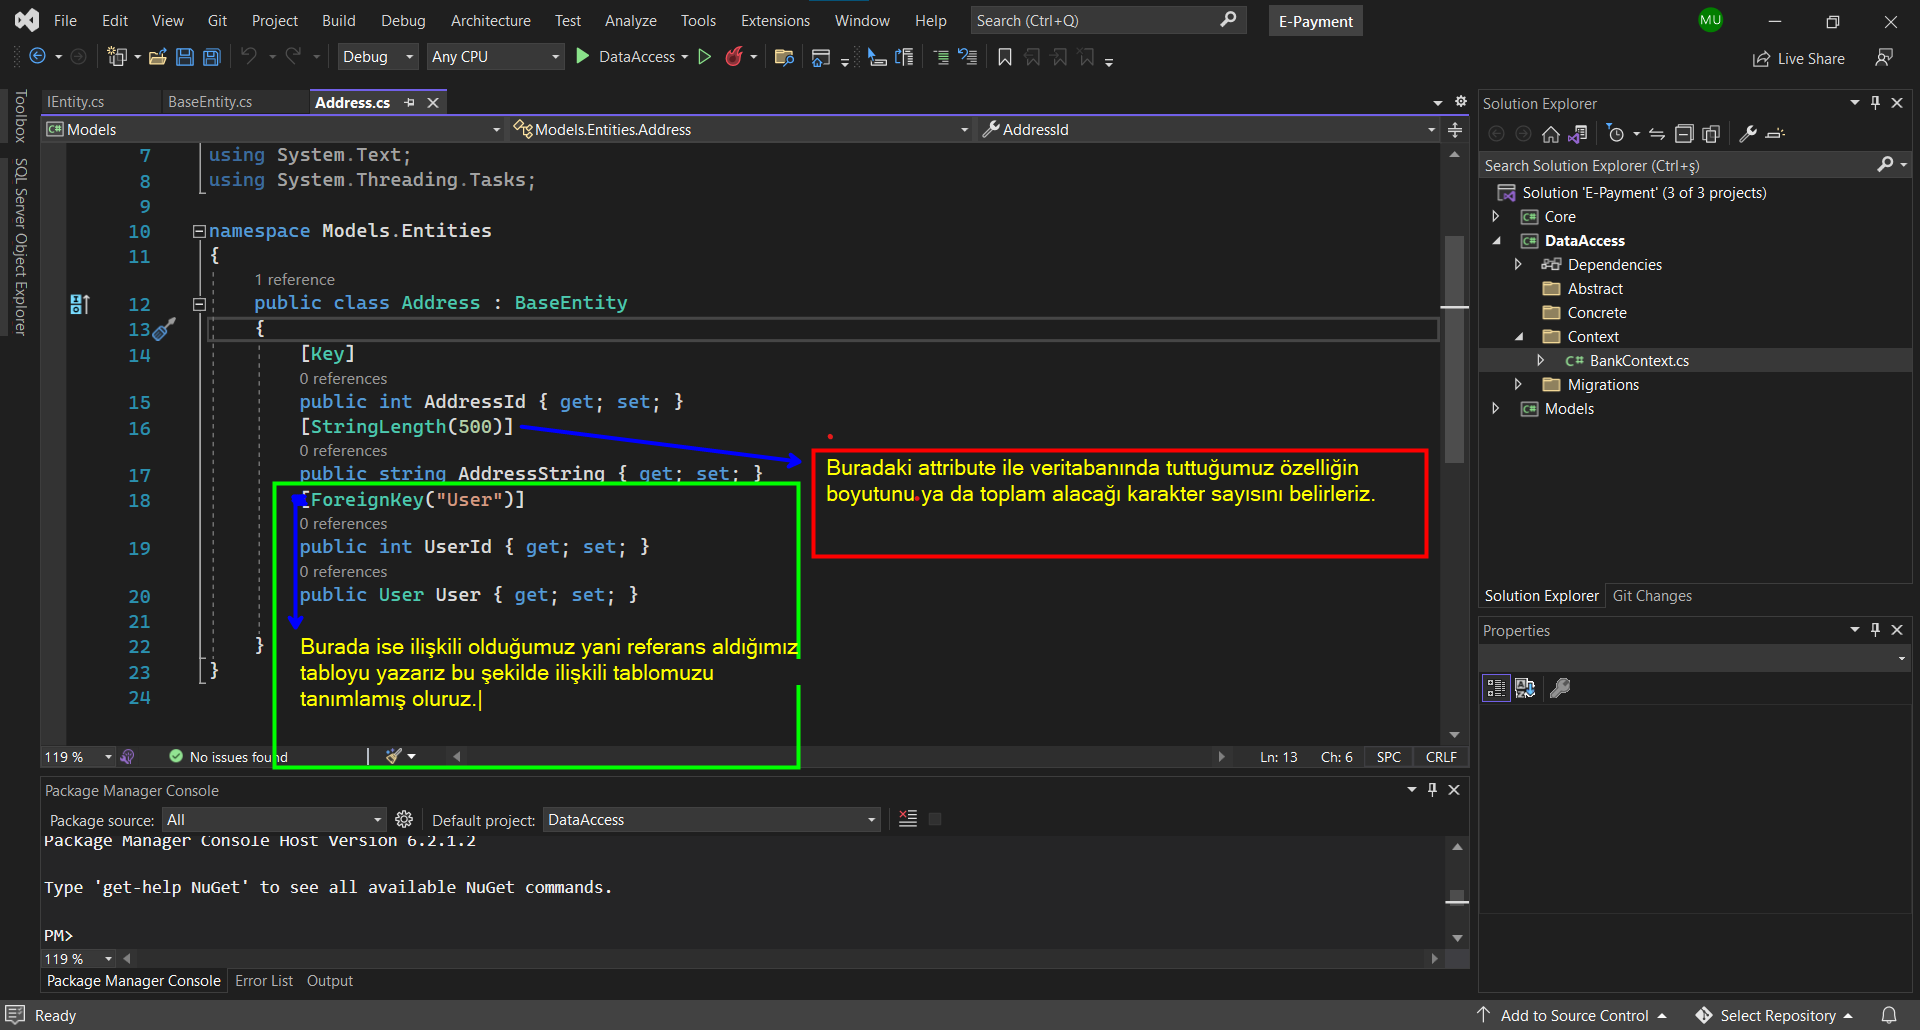 File Edit View Git Project Build Debug Architecture Test Analyze Tools Extensions Window Help Search (Ctrl+Q) E-Payment MU
Debug Any CPU DataAccess Live Share
Toolbox
SQL Server Object Explorer
IEntity.cs BaseEntity.cs Address.cs
C# Models Models.Entities.Address AddressId
7 using System.Text;
8 using System.Threading.Tasks;
9
10 namespace Models.Entities
11 {
1 reference
12 public class Address : BaseEntity
13 {
14 [Key]
0 references
15 public int AddressId { get; set; }
16 [StringLength(500)]
0 references
17 public string AddressString { get; set; }
18 [ForeignKey("User")]
0 references
19 public int UserId { get; set; }
0 references
20 public User User { get; set; }
21
22 }
23 }
24
Buradaki attribute ile veritabanında tuttuğumuz özelliğin
boyutunu ya da toplam alacağı karakter sayısını belirleriz.
Burada ise ilişkili olduğumuz yani referans aldığımız
tabloyu yazarız bu şekilde ilişkili tablomuzu
tanımlamış oluruz.
119 % No issues found Ln: 13 Ch: 6 SPC CRLF
Package Manager Console
Package source: All Default project: DataAccess
Package Manager Console Host Version 6.2.1.2
Type 'get-help NuGet' to see all available NuGet commands.
PM>
119 %
Package Manager Console Error List Output
Solution Explorer
Search Solution Explorer (Ctrl+ş)
Solution 'E-Payment' (3 of 3 projects)
C# Core
C# DataAccess
Dependencies
Abstract
Concrete
Context
C# BankContext.cs
Migrations
C# Models
Solution Explorer Git Changes
Properties
Ready Add to Source Control Select Repository